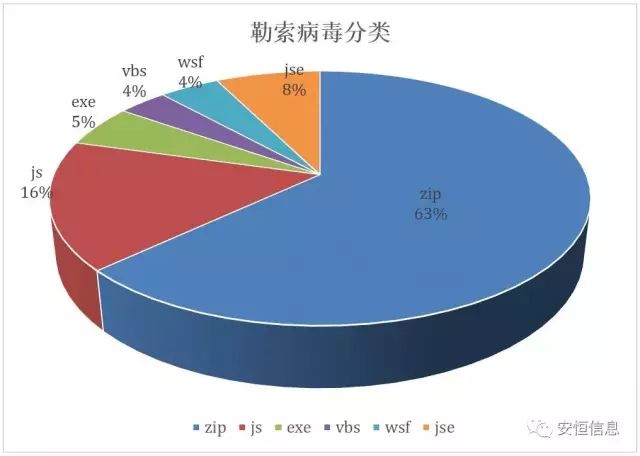 勒索病毒分类
zip
63%
js
16%
exe
5%
vbs
4%
wsf
4%
jse
8%
zip js exe vbs wsf jse
安恒信息